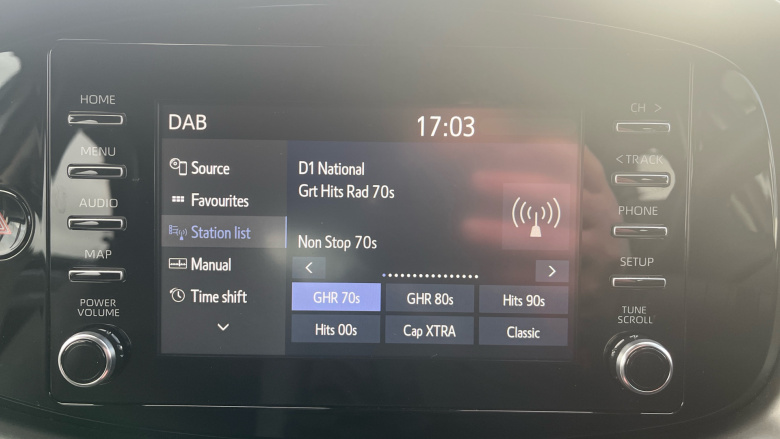 HOME
MENU
AUDIO
MAP
POWER
VOLUME
DAB
17:03
Source
Favourites
Station list
Manual
Time shift
D1 National
Grt Hits Rad 70s
Non Stop 70s
<
>
GHR 70s
GHR 80s
Hits 90s
Hits 00s
Cap XTRA
Classic
CH >
< TRACK
PHONE
SETUP
TUNE
SCROLL